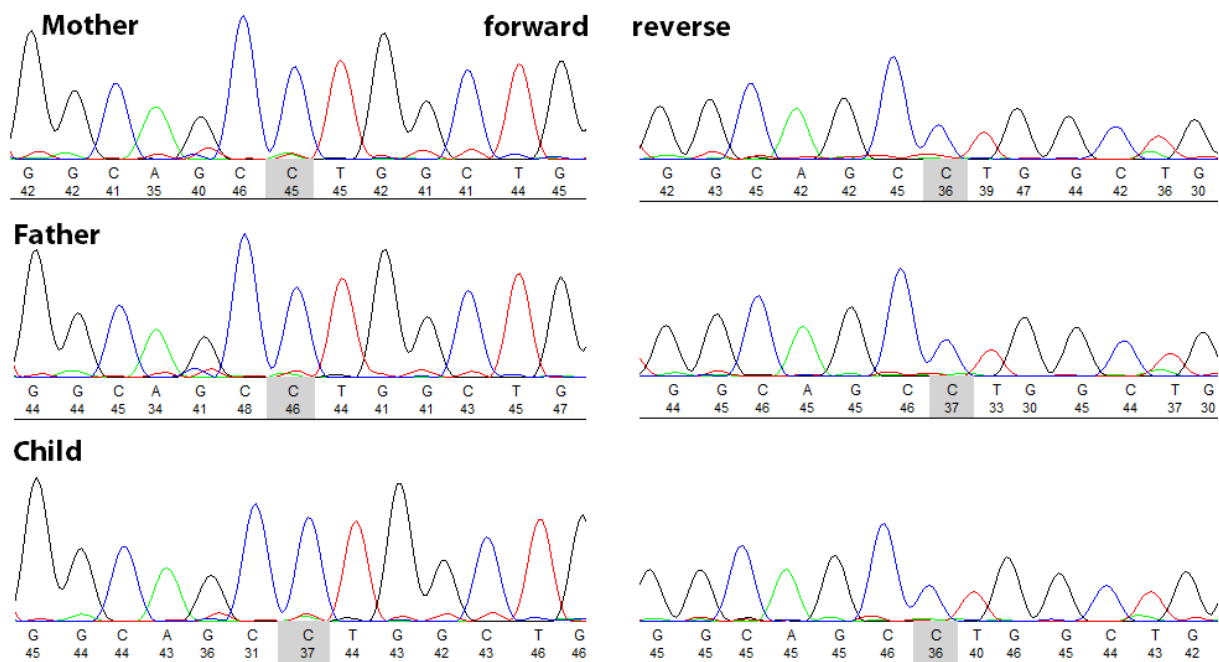 Mother forward reverse
G G C A G C C T G G C T G
42 42 41 35 40 46 45 45 42 41 41 44 45
G G C A G C C T G G C T G
42 43 45 42 42 45 36 39 47 44 42 36 30
Father
G G C A G C C T G G C T G
44 44 45 34 41 48 46 44 41 41 43 45 47
G G C A G C C T G G C T G
44 45 46 45 45 46 37 33 30 45 44 37 30
Child
G G C A G C C T G G C T G
45 44 44 43 36 31 37 44 43 42 43 46 46
G G C A G C C T G G C T G
45 45 45 45 45 46 36 40 46 45 44 43 42